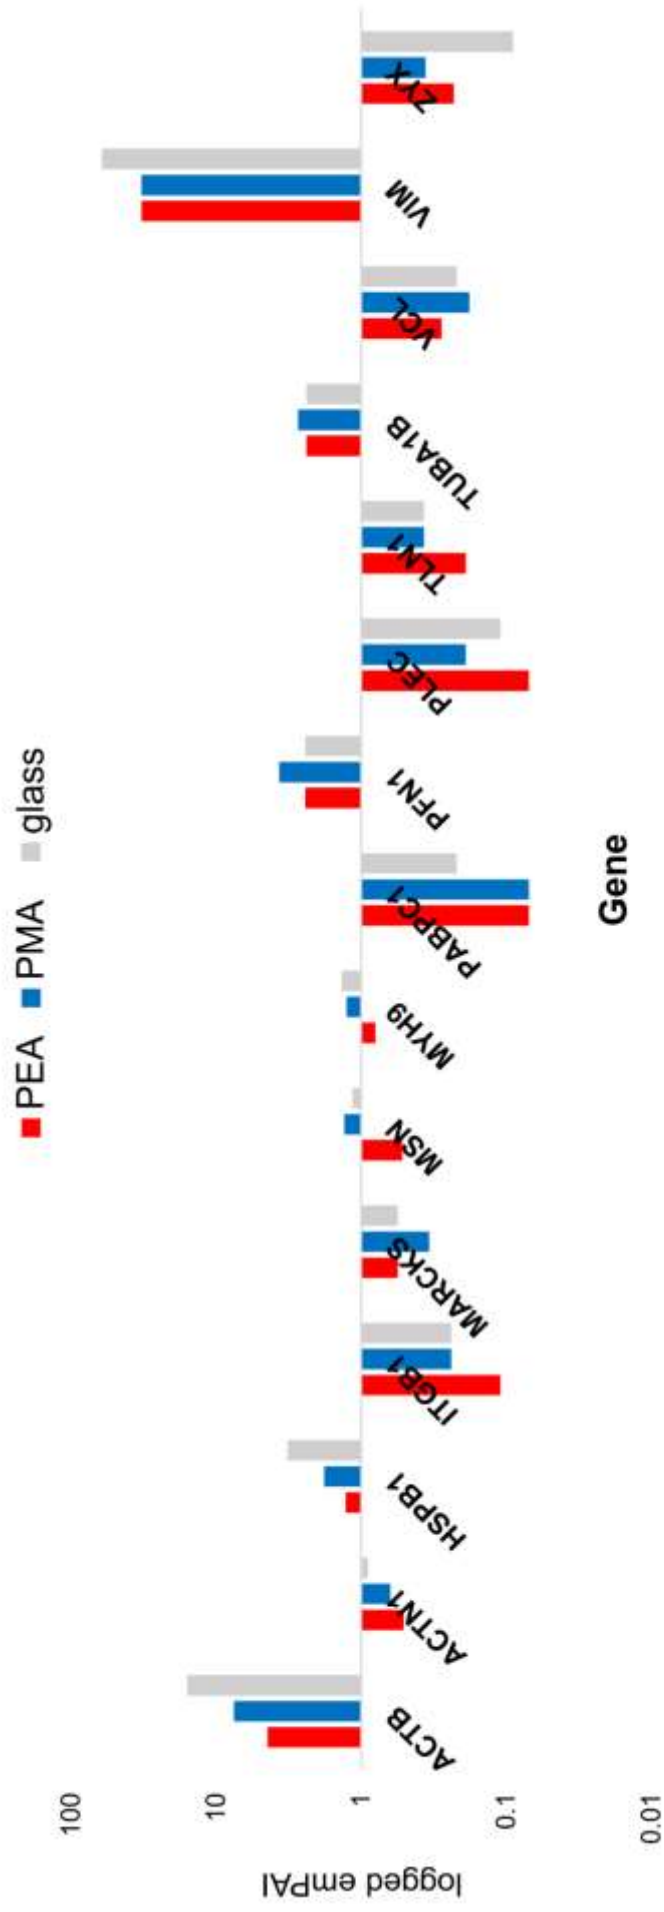 PEA PMA glass
logged emPAI
100
10
1
0.1
0.01
ACTB
ACTN1
HSPB1
ITGB1
MARCKS
MSN
MYH9
PABPC1
PFN1
PLEC
TLN1
TUBA1B
VCL
VIM
ZYX
Gene